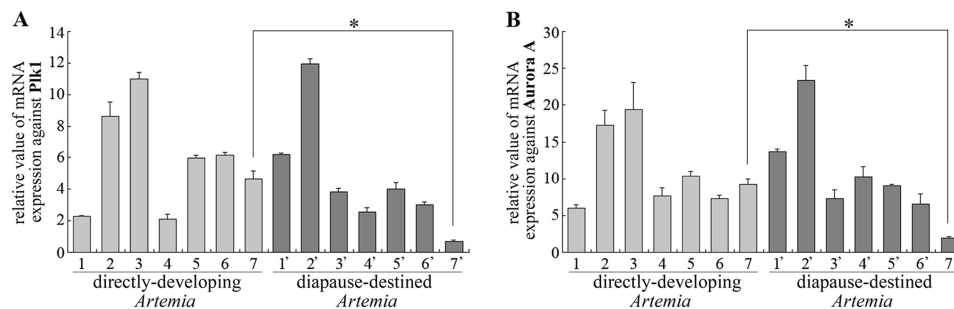 A
*
relative value of mRNA
expression against Plk1
14
12
10
8
6
4
2
0
1 2 3 4 5 6 7 1’ 2’ 3’ 4’ 5’ 6’ 7’
directly-developing diapause-destined
Artemia Artemia
B
*
relative value of mRNA
expression against Aurora A
30
25
20
15
10
5
0
1 2 3 4 5 6 7 1’ 2’ 3’ 4’ 5’ 6’ 7
directly-developing diapause-destined
Artemia Artemia